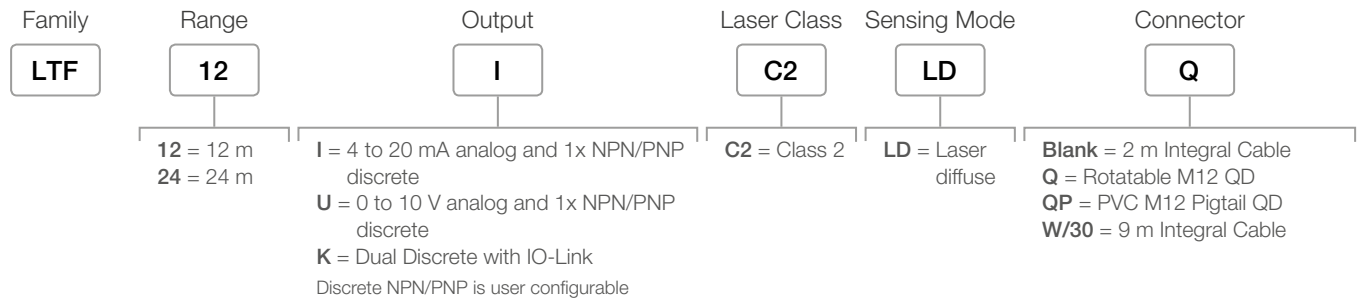 Family Range Output Laser Class Sensing Mode Connector
LTF 12 I C2 LD Q
12 = 12 m
24 = 24 m
I = 4 to 20 mA analog and 1x NPN/PNP
discrete
U = 0 to 10 V analog and 1x NPN/PNP
discrete
K = Dual Discrete with IO-Link
Discrete NPN/PNP is user configurable
C2 = Class 2
LD = Laser
diffuse
Blank = 2 m Integral Cable
Q = Rotatable M12 QD
QP = PVC M12 Pigtail QD
W/30 = 9 m Integral Cable